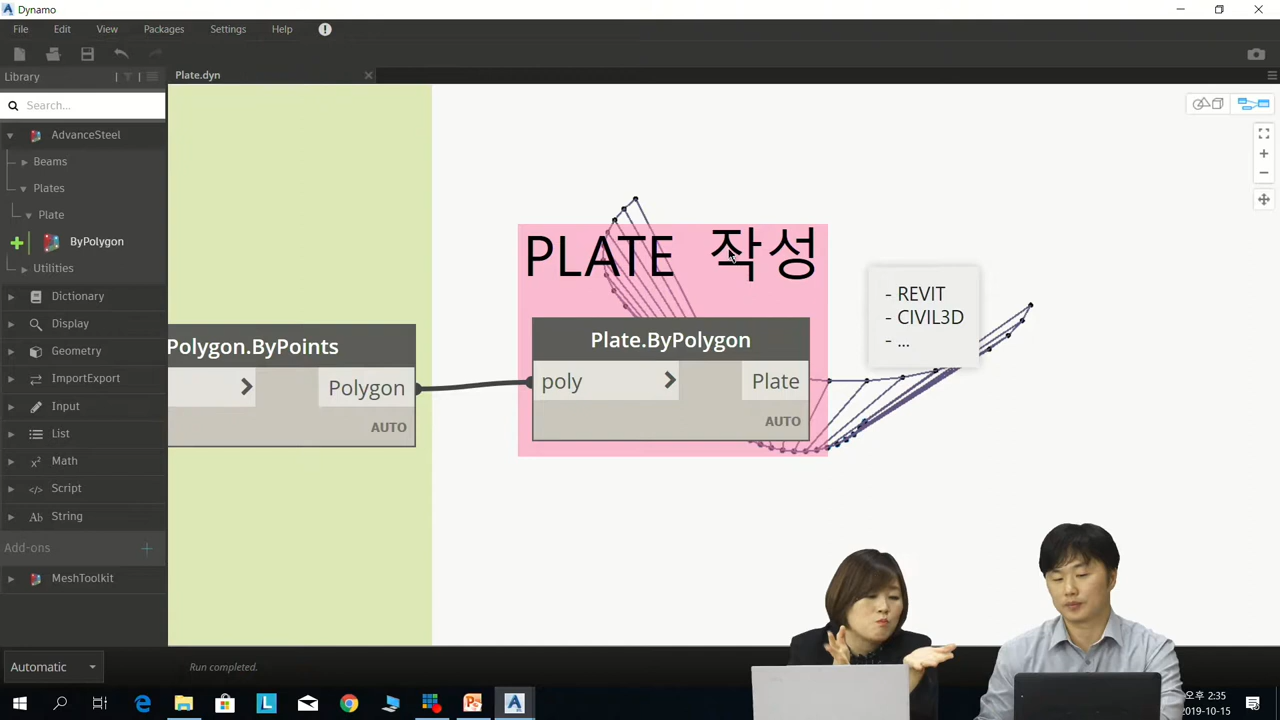 Dynamo
File Edit View Packages Settings Help
Library
Plate.dyn
Search...
AdvanceSteel
Beams
Plates
Plate
ByPolygon
Utilities
Dictionary
Display
Geometry
ImportExport
Input
List
Math
Script
String
Add-ons
MeshToolkit
Polygon.ByPoints
Polygon
AUTO
PLATE 작성
Plate.ByPolygon
poly
Plate
AUTO
- REVIT
- CIVIL3D
- ...
Automatic
Run completed.
오후 2:35
2019-10-15